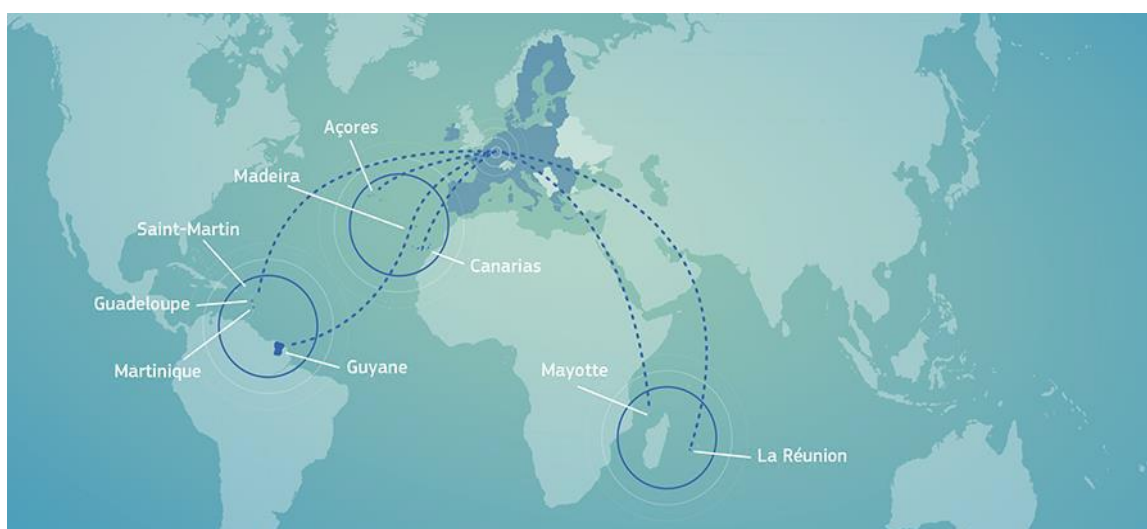 Açores
Madeira
Saint-Martin
Canarias
Guadeloupe
Martinique
Guyane
Mayotte
La Réunion